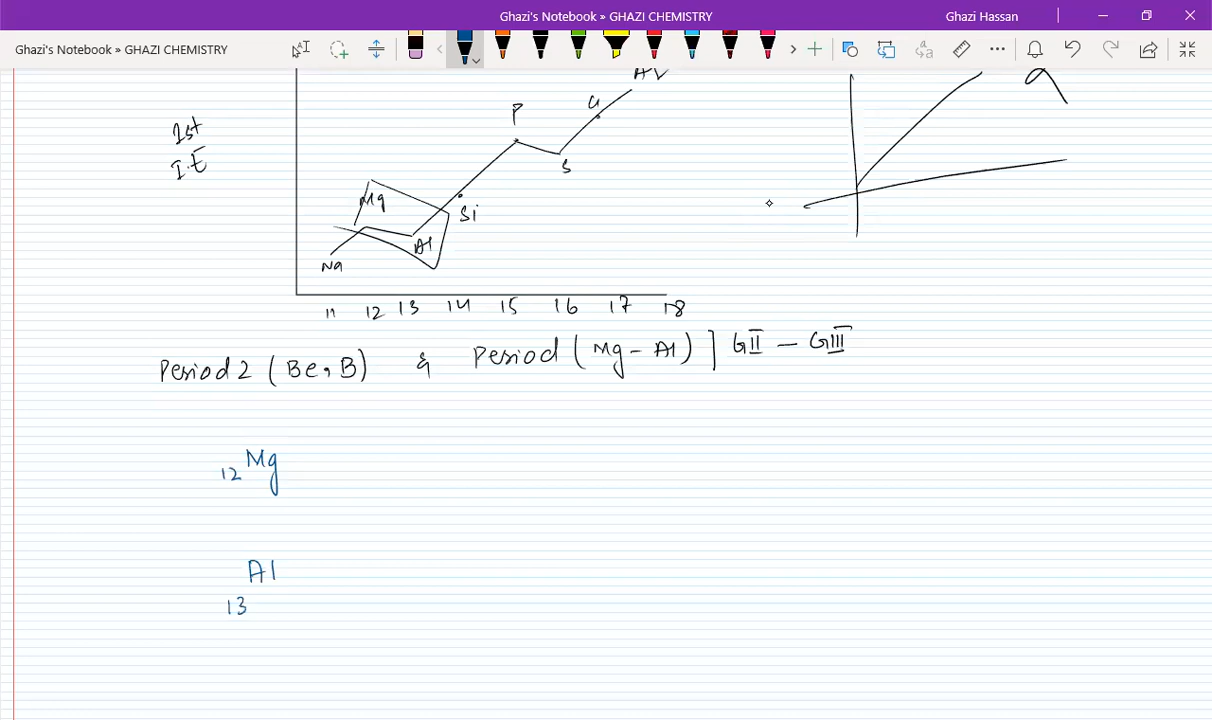 Ghazi's Notebook » GHAZI CHEMISTRY
Ghazi Hassan
Ghazi's Notebook » GHAZI CHEMISTRY
Ar
Cl
P
1st
I.E
S
Mg
Si
Al
Na
11 12 13 14 15 16 17 18
Period 2 (Be, B) & Period (Mg - Al) ] GII - GIII
12Mg
Al
13